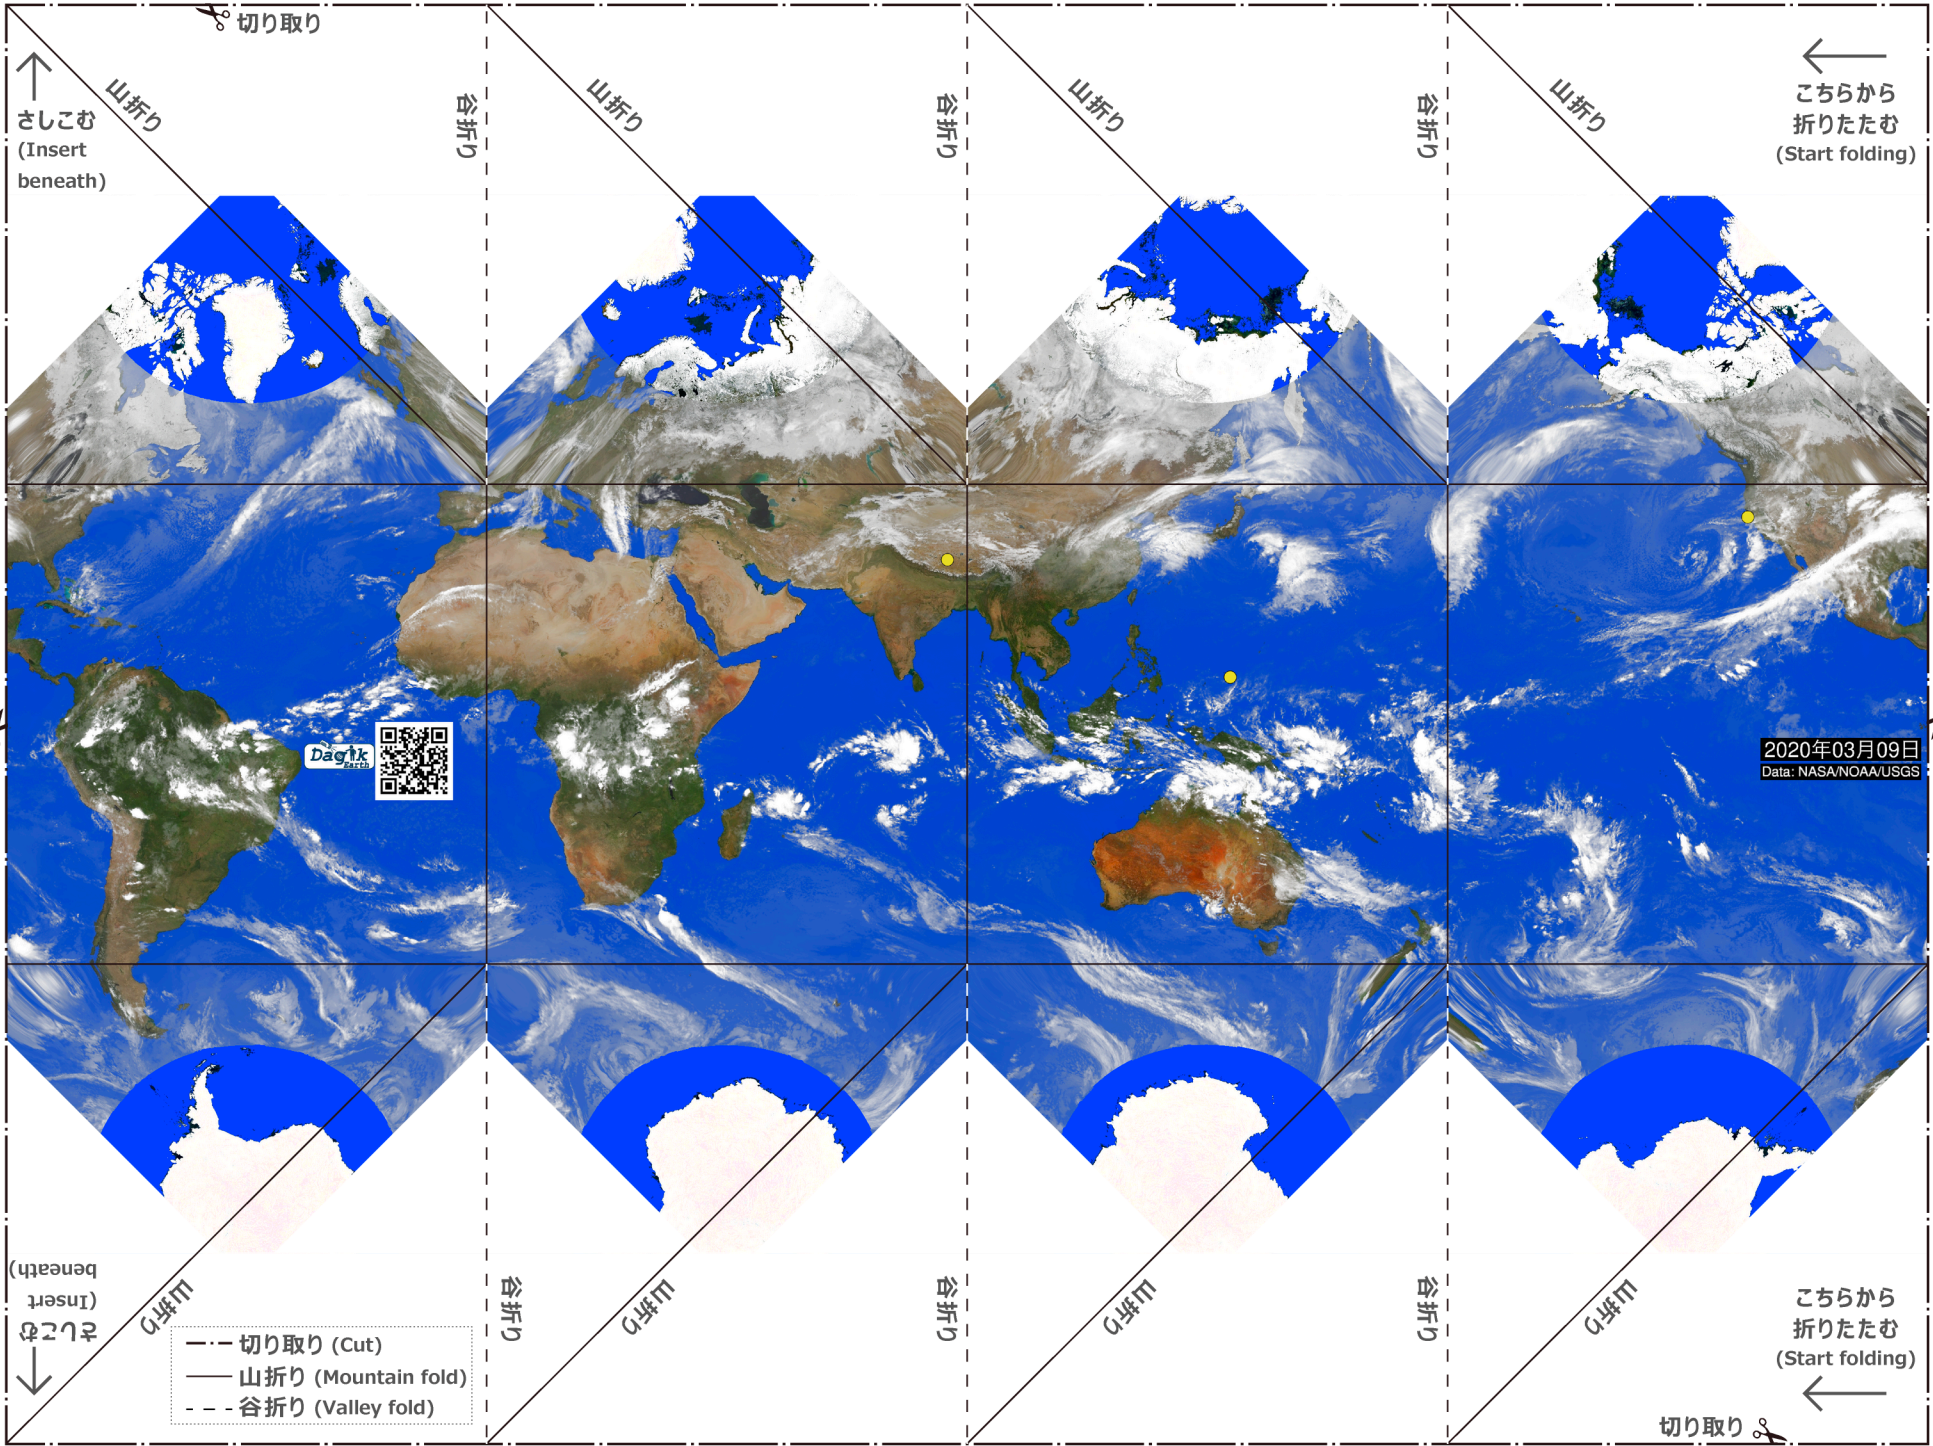 切り取り
山折り
谷折り
山折り
谷折り
山折り
谷折り
山折り
さしこむ
(Insert
beneath)
こちらから
折りたたむ
(Start folding)
Dagik
Earth
2020年03月09日
Data: NASA/NOAA/USGS
さしこむ
(Insert
beneath)
山折り
谷折り
山折り
谷折り
山折り
谷折り
山折り
こちらから
折りたたむ
(Start folding)
切り取り (Cut)
山折り (Mountain fold)
谷折り (Valley fold)
切り取り